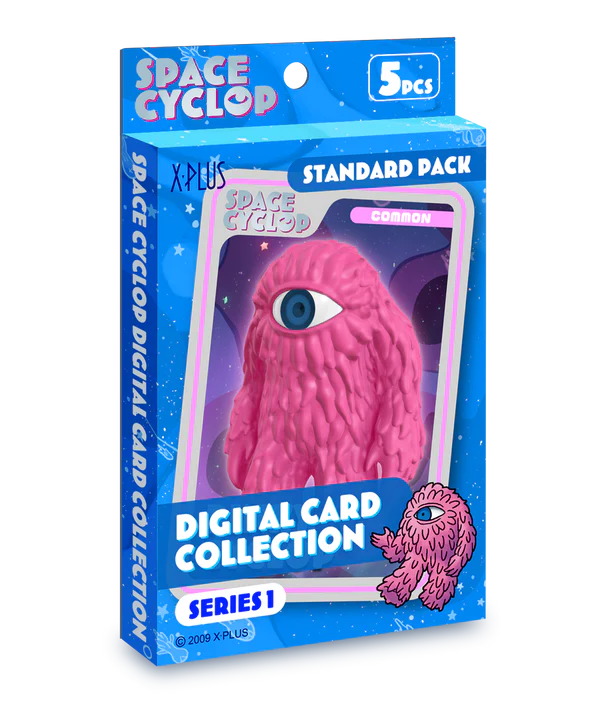 SPACE
CYCLOP
5PCS
X·PLUS
STANDARD PACK
SPACE
CYCLOP
COMMON
SPACE CYCLOP DIGITAL CARD COLLECTION
DIGITAL CARD
COLLECTION
SERIES 1
© 2009 X·PLUS